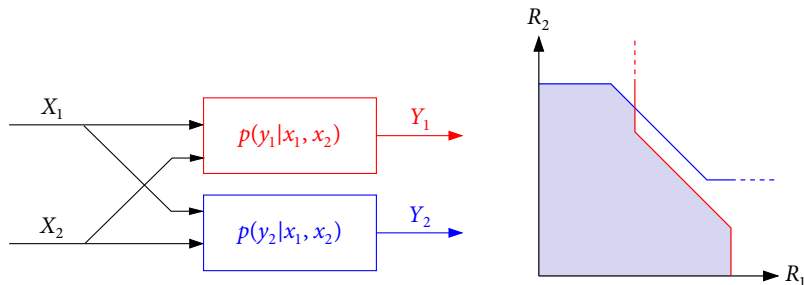 X₁
p(y₁|x₁, x₂)
Y₁
X₂
p(y₂|x₁, x₂)
Y₂
R₂
R₁